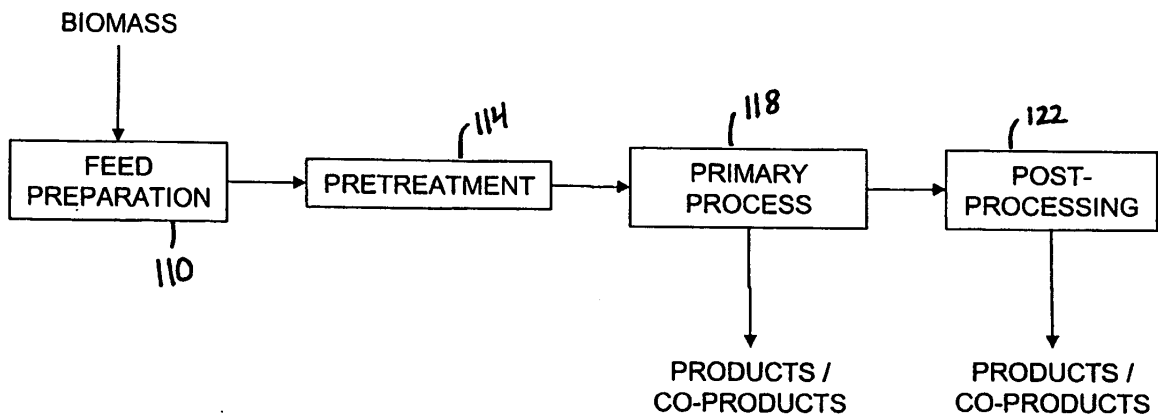 BIOMASS
114
118
122
FEED
PREPARATION
PRETREATMENT
PRIMARY
PROCESS
POST-
PROCESSING
110
PRODUCTS /
CO-PRODUCTS
PRODUCTS /
CO-PRODUCTS